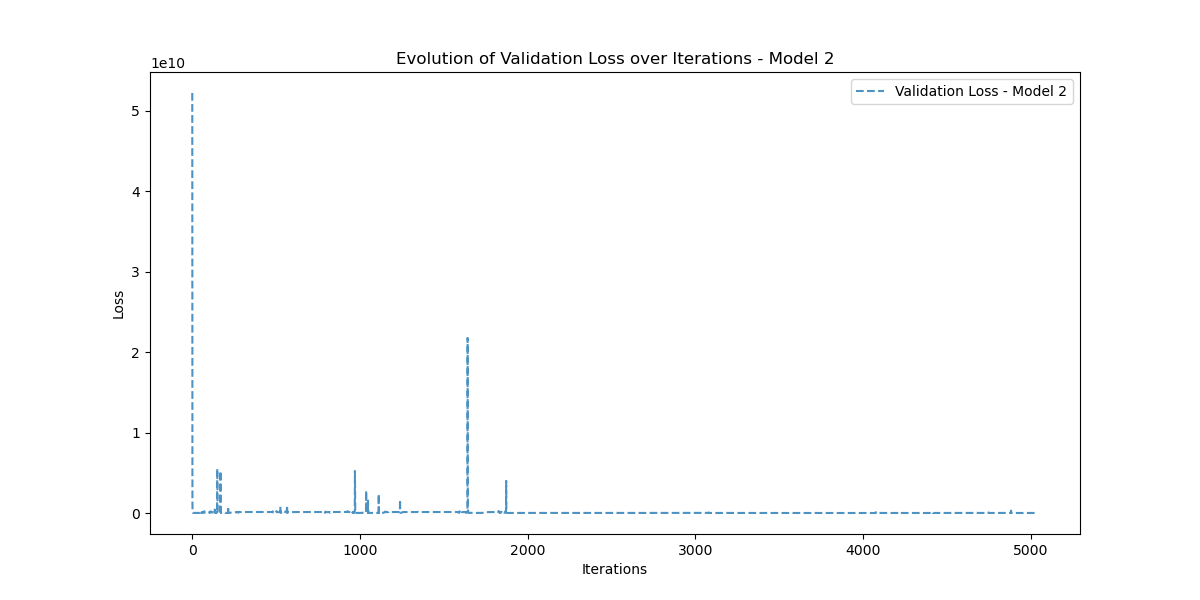 Evolution of Validation Loss over Iterations - Model 2
1e10
Validation Loss - Model 2
5
4
3
2
1
0
Loss
0 1000 2000 3000 4000 5000
Iterations